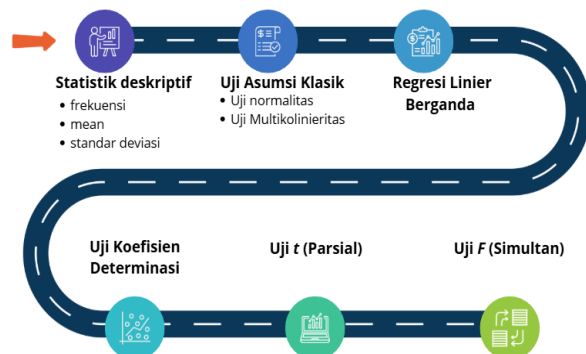 Statistik deskriptif
• frekuensi
• mean
• standar deviasi
Uji Asumsi Klasik
• Uji normalitas
• Uji Multikolinieritas
Regresi Linier
Berganda
Uji Koefisien
Determinasi
Uji t (Parsial)
Uji F (Simultan)